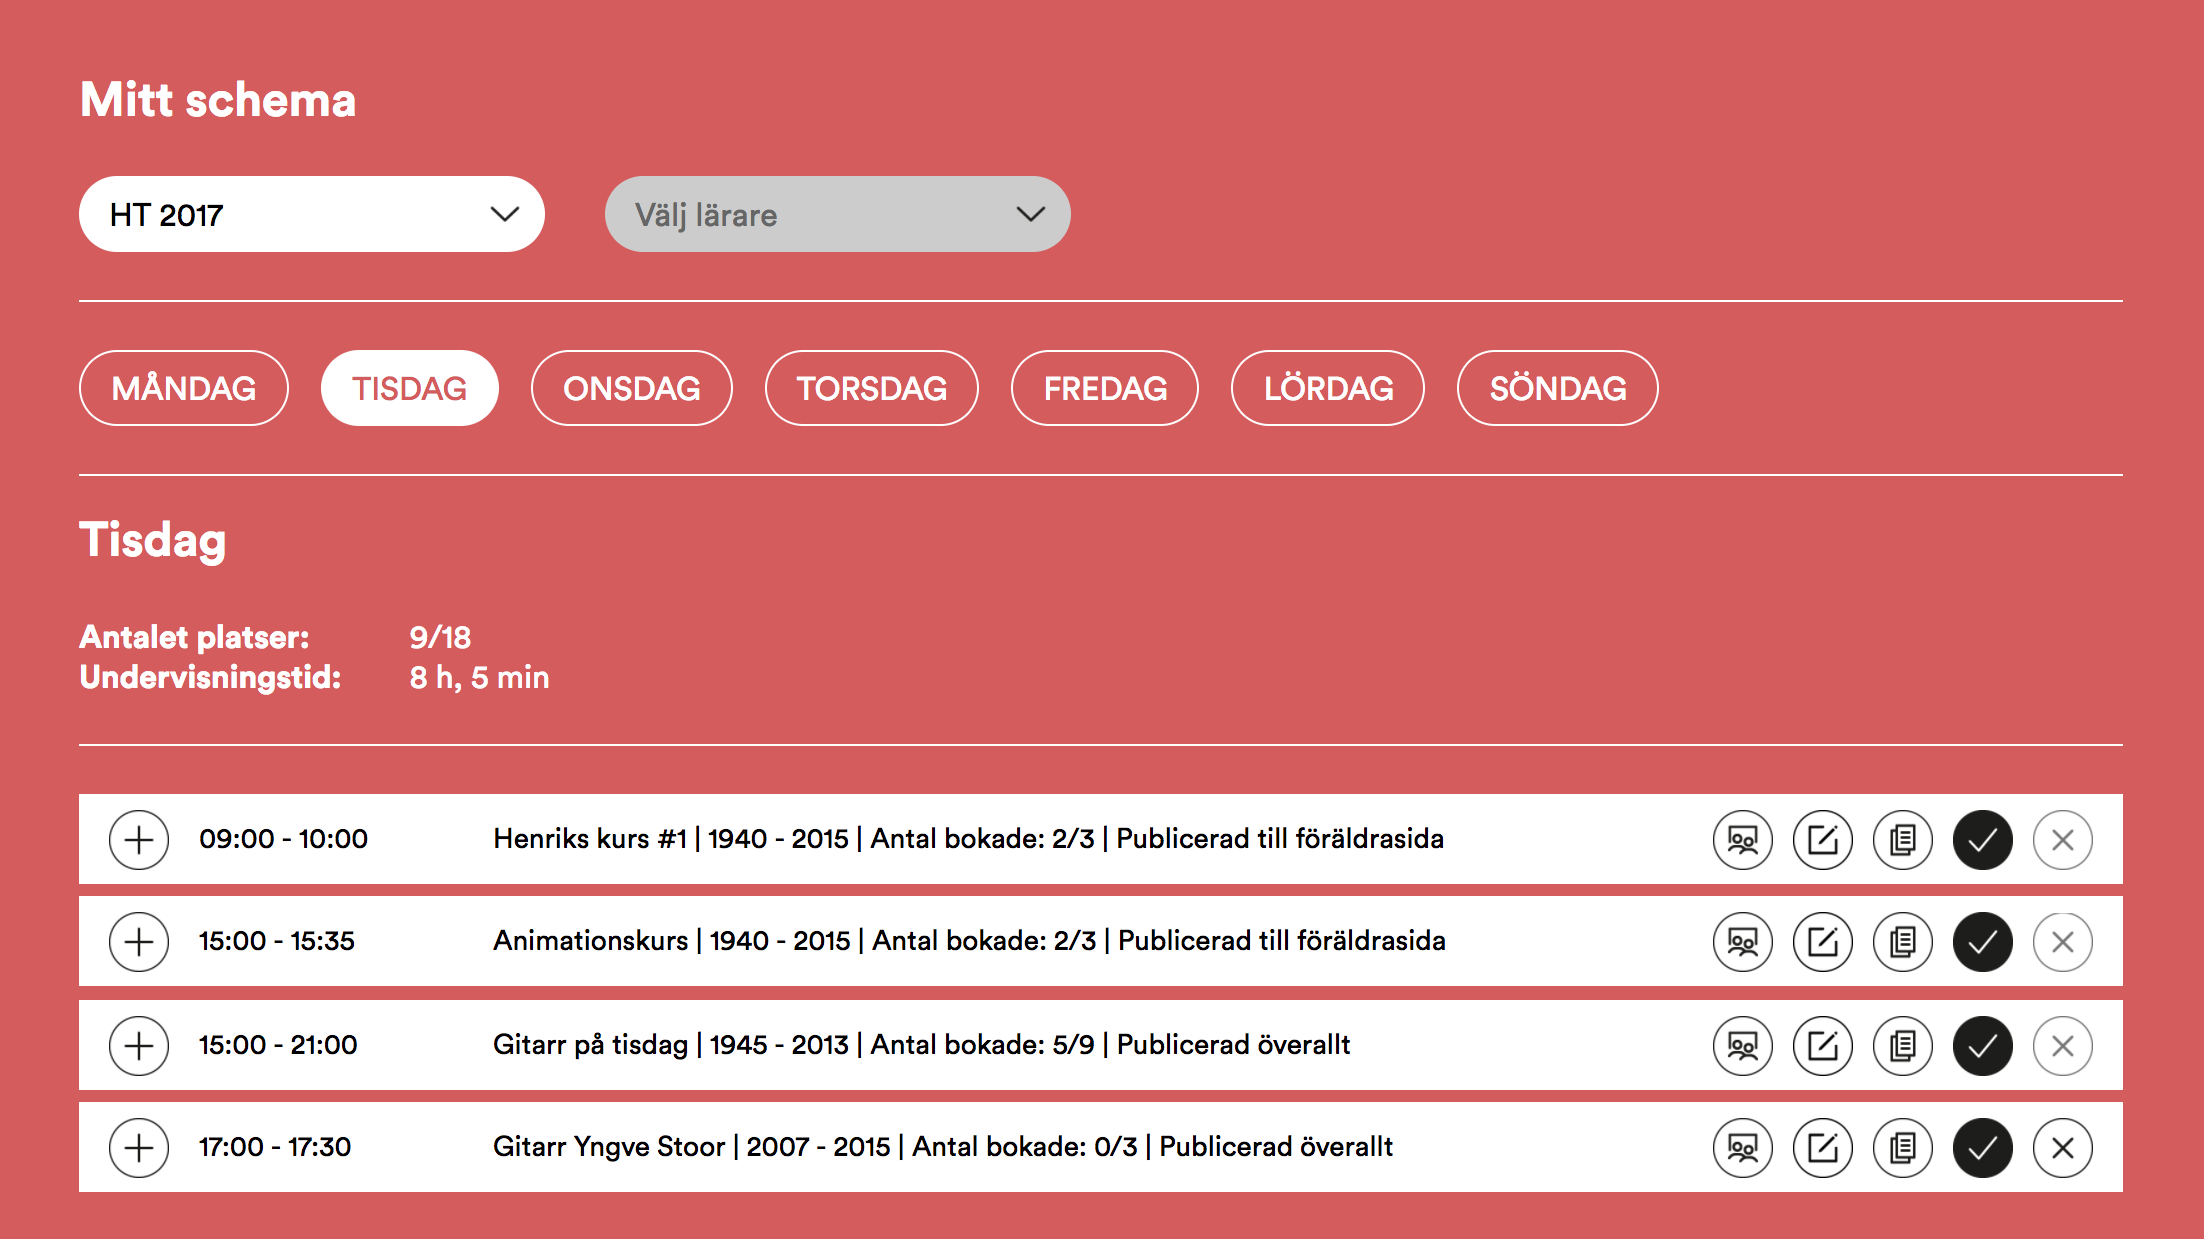 Mitt schema
HT 2017 Välj lärare
MÅNDAG TISDAG ONSDAG TORSDAG FREDAG LÖRDAG SÖNDAG
Tisdag
Antalet platser: 9/18
Undervisningstid: 8 h, 5 min
09:00 - 10:00 Henriks kurs #1 | 1940 - 2015 | Antal bokade: 2/3 | Publicerad till föräldrasida
15:00 - 15:35 Animationskurs | 1940 - 2015 | Antal bokade: 2/3 | Publicerad till föräldrasida
15:00 - 21:00 Gitarr på tisdag | 1945 - 2013 | Antal bokade: 5/9 | Publicerad överallt
17:00 - 17:30 Gitarr Yngve Stoor | 2007 - 2015 | Antal bokade: 0/3 | Publicerad överallt